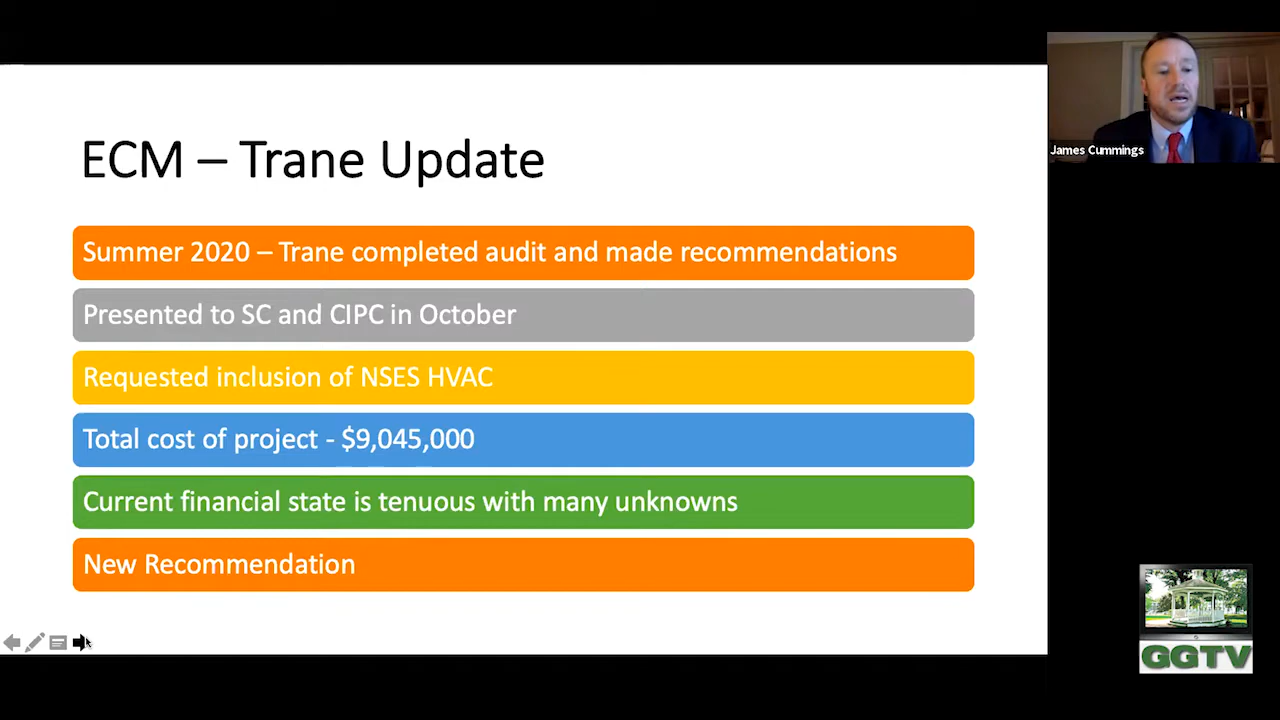 ECM – Trane Update
Summer 2020 – Trane completed audit and made recommendations
Presented to SC and CIPC in October
Requested inclusion of NSES HVAC
Total cost of project - $9,045,000
Current financial state is tenuous with many unknowns
New Recommendation
James Cummings
GGTV